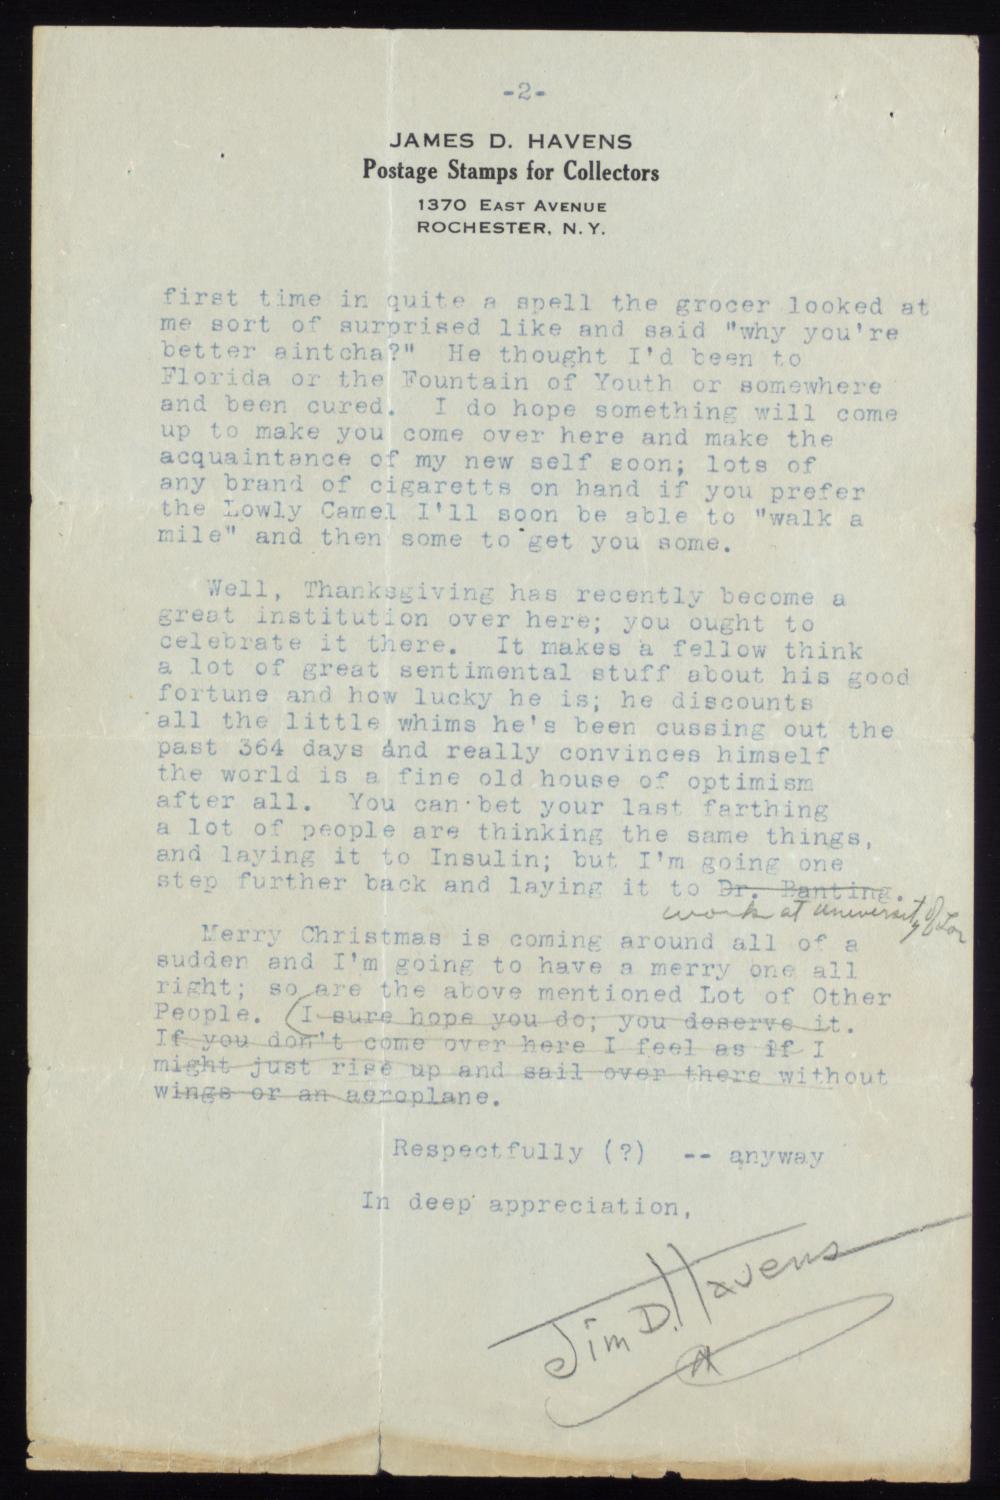 -2-
JAMES D. HAVENS
Postage Stamps for Collectors
1370 EAST AVENUE
ROCHESTER, N.Y.
first time in quite a spell the grocer looked at
me sort of surprised like and said "why you're
better aintcha?" He thought I'd been to
Florida or the Fountain of Youth or somewhere
and been cured. I do hope something will come
up to make you come over here and make the
acquaintance of my new self soon; lots of
any brand of cigaretts on hand if you prefer
the Lowly Camel I'll soon be able to "walk a
mile" and then some to get you some.
Well, Thanksgiving has recently become a
great institution over here; you ought to
celebrate it there. It makes a fellow think
a lot of great sentimental stuff about his good
fortune and how lucky he is; he discounts
all the little whims he's been cussing out the
past 364 days and really convinces himself
the world is a fine old house of optimism
after all. You can bet your last farthing
a lot of people are thinking the same things,
and laying it to Insulin; but I'm going one
step further back and laying it to Dr. Banting.
work at University of
Merry Christmas is coming around all of a
sudden and I'm going to have a merry one all
right; so are the above mentioned Lot of Other
People. (I sure hope you do; you deserve it.
If you don't come over here I feel as if I
might just rise up and sail over there without
wings or an aeroplane.
Respectfully (?) -- anyway
In deep appreciation,
Jim D. Havens